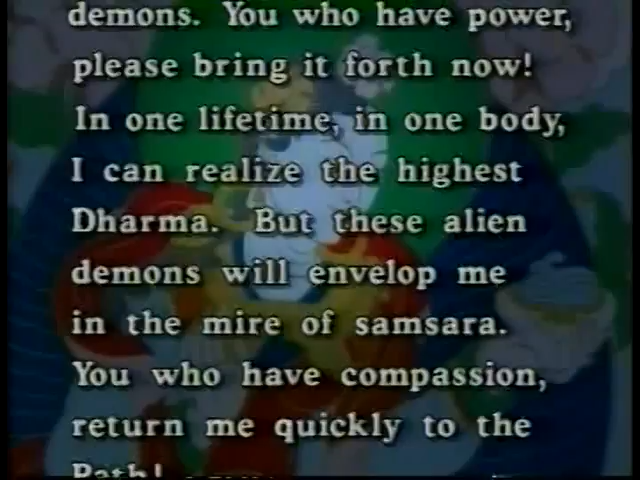 demons. You who have power,
please bring it forth now!
In one lifetime, in one body,
I can realize the highest
Dharma. But these alien
demons will envelop me
in the mire of samsara.
You who have compassion,
return me quickly to the
Path!